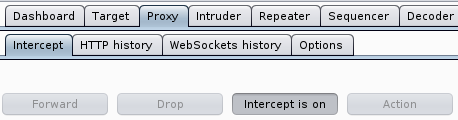 Dashboard Target Proxy Intruder Repeater Sequencer Decoder
Intercept HTTP history WebSockets history Options
Forward Drop Intercept is on Action